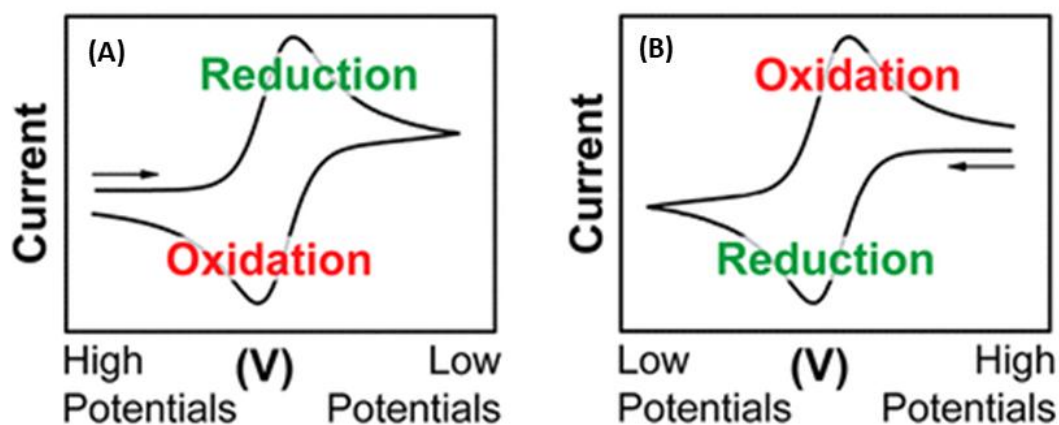 (A)
Reduction
Oxidation
Current
High Potentials
(V)
Low Potentials
(B)
Oxidation
Reduction
Current
Low Potentials
(V)
High Potentials